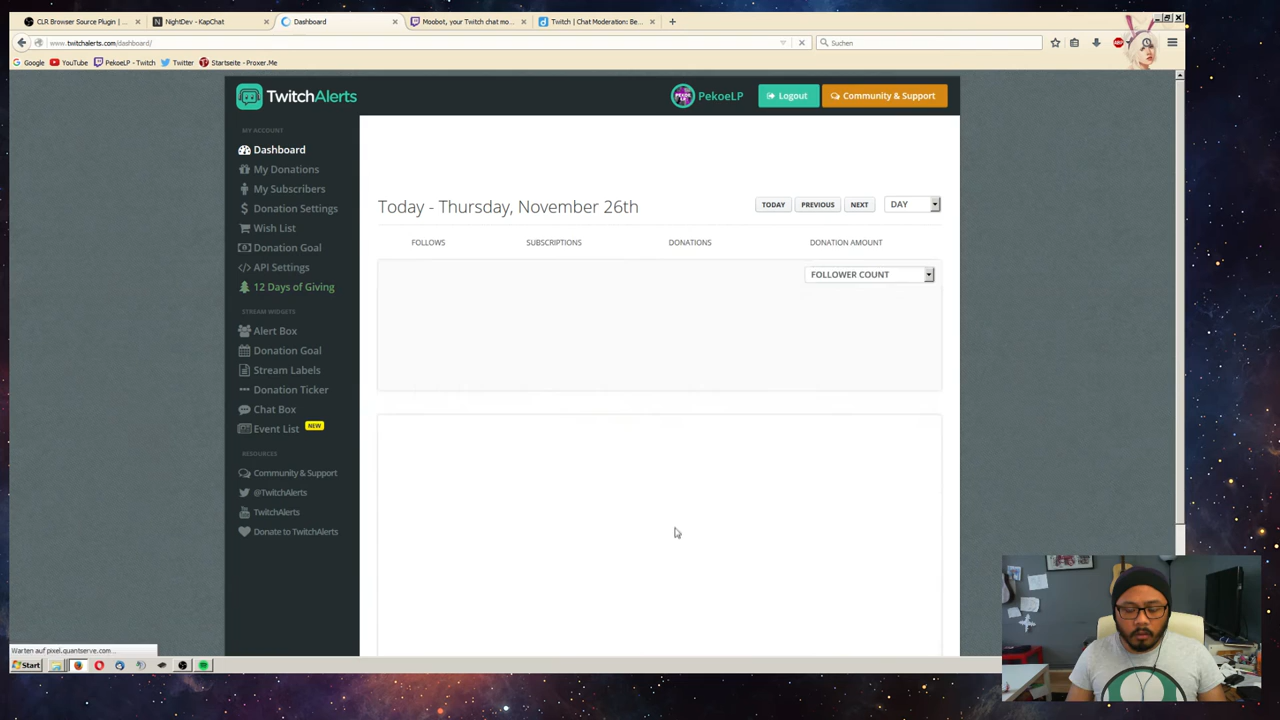 CLR Browser Source Plugin | ...
NightDev - KapChat
Dashboard
Moobot, your Twitch chat mo...
Twitch | Chat Moderation: Be...
www.twitchalerts.com/dashboard/
Suchen
Google
YouTube
PekoeLP - Twitch
Twitter
Startseite - Proxer.Me
TwitchAlerts
PekoeLP
Logout
Community & Support
MY ACCOUNT
Dashboard
My Donations
My Subscribers
Donation Settings
Wish List
Donation Goal
API Settings
12 Days of Giving
STREAM WIDGETS
Alert Box
Donation Goal
Stream Labels
Donation Ticker
Chat Box
Event List NEW
RESOURCES
Community & Support
@TwitchAlerts
TwitchAlerts
Donate to TwitchAlerts
Today - Thursday, November 26th
TODAY
PREVIOUS
NEXT
DAY
FOLLOWS
SUBSCRIPTIONS
DONATIONS
DONATION AMOUNT
FOLLOWER COUNT
Warten auf pixel.quantserve.com...
Start